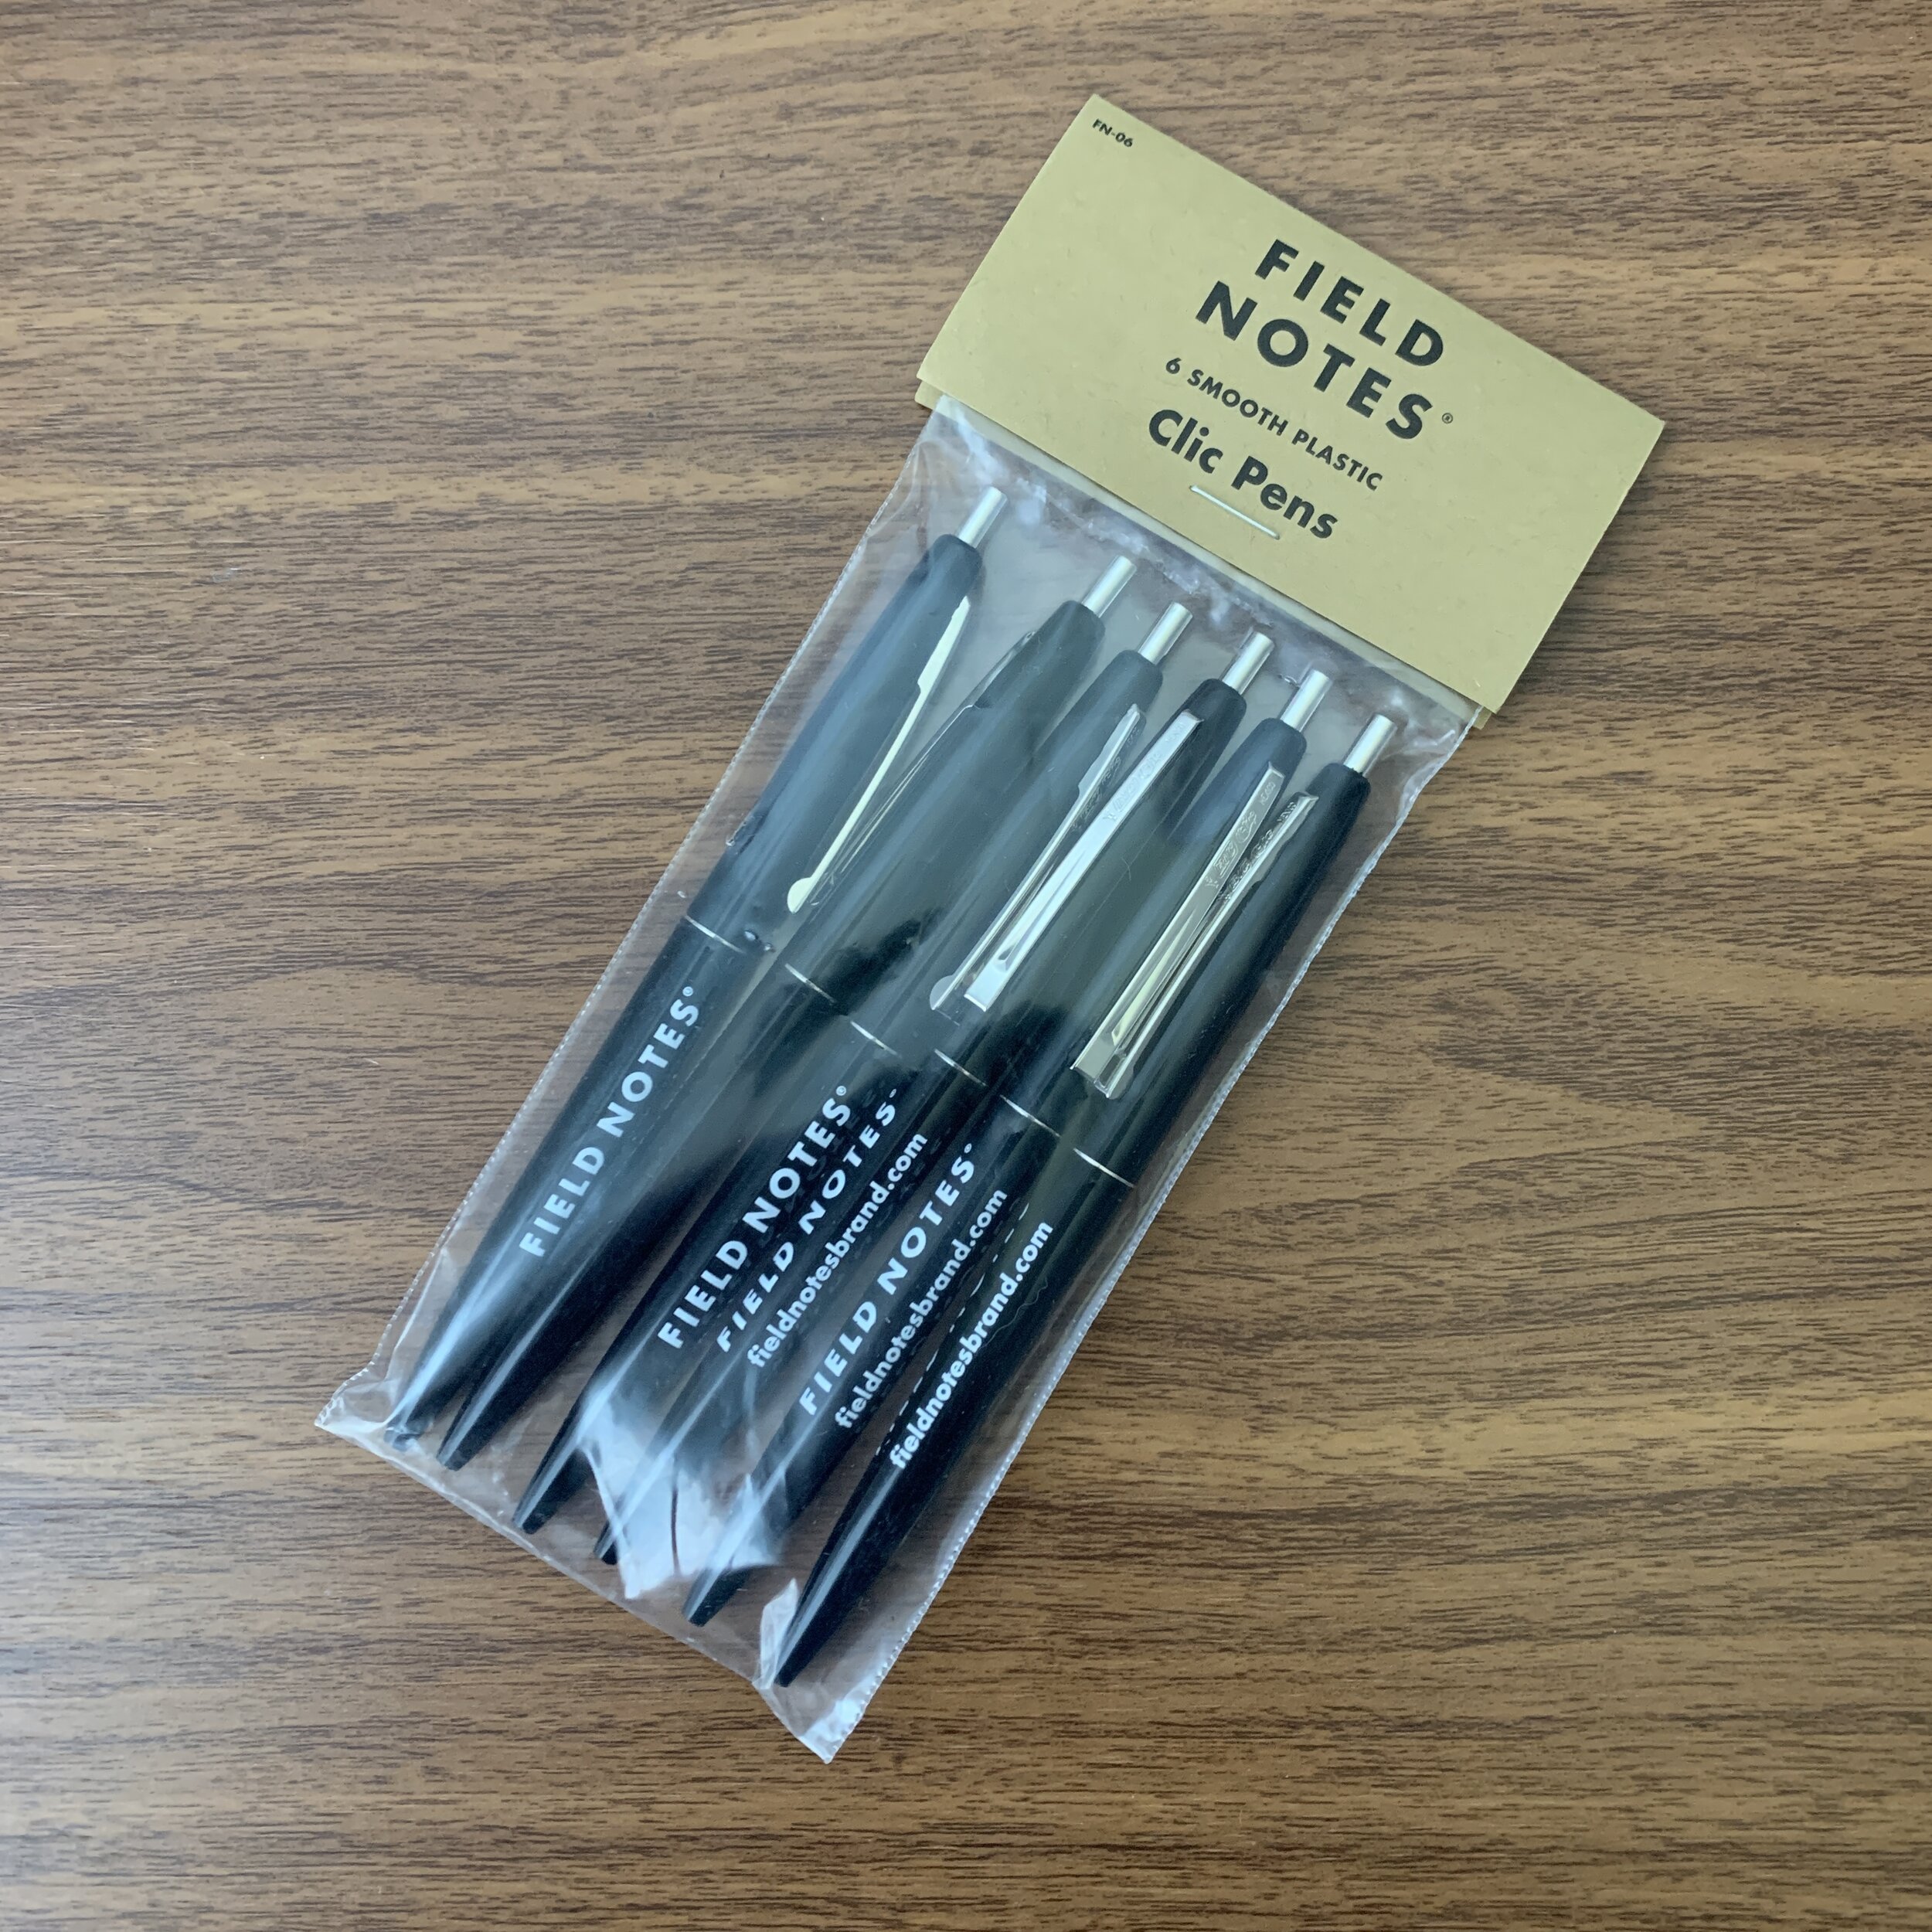 FN-06
FIELD
NOTES®
6 SMOOTH PLASTIC
Clic Pens
FIELD NOTES®
FIELD NOTES®
FIELD NOTES®
fieldnotesbrand.com
FIELD NOTES®
fieldnotesbrand.com
fieldnotesbrand.com